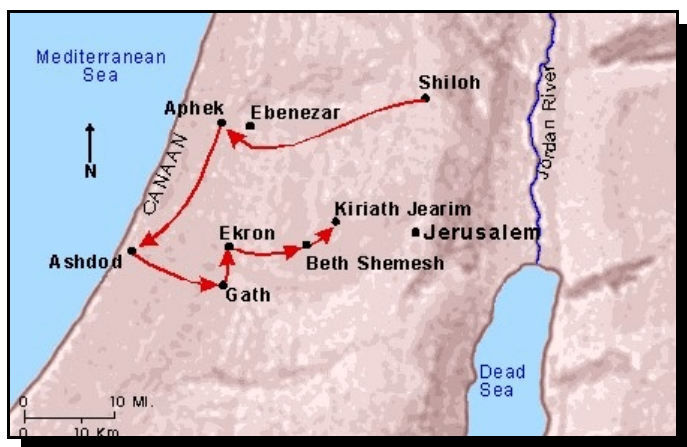 Mediterranean
Sea
Shiloh
Aphek
Ebenezar
Jordan River
CANAAN
N
Kiriath Jearim
Ekron
Jerusalem
Ashdod
Beth Shemesh
Gath
Dead
Sea
0 10 MI.
0 10 Km